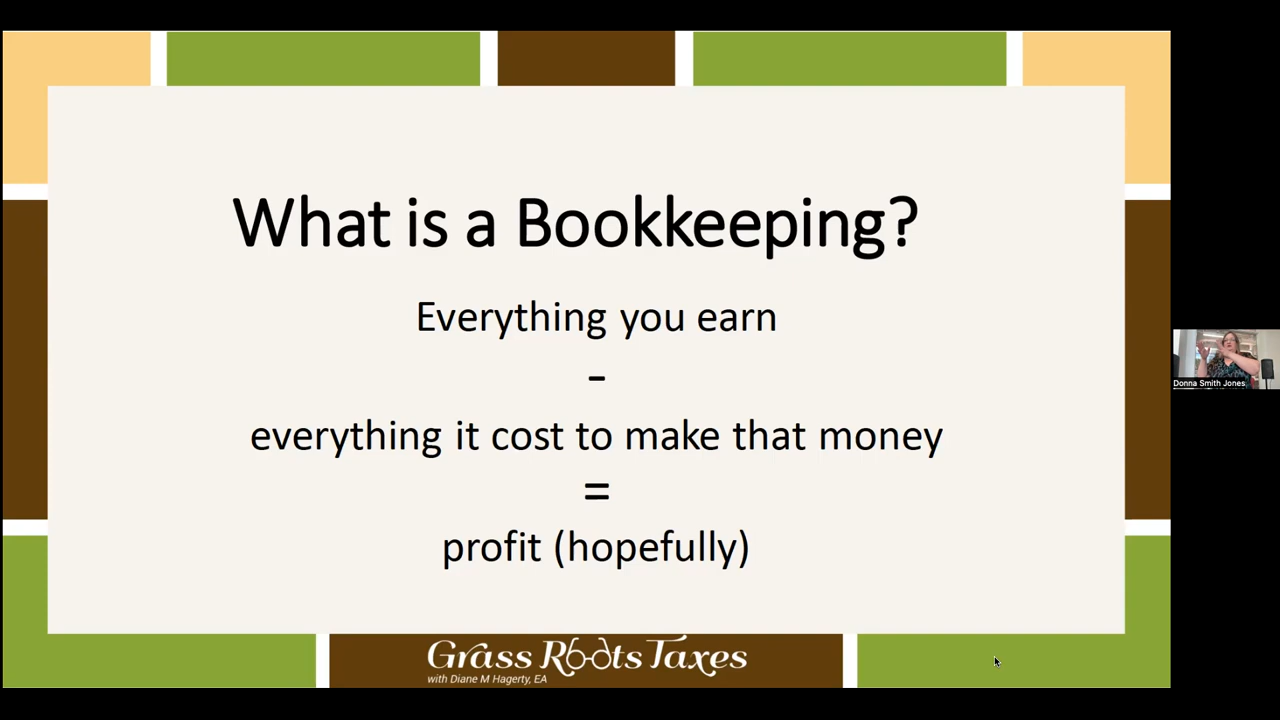 What is a Bookkeeping?
Everything you earn
-
everything it cost to make that money
=
profit (hopefully)
Grass Roots Taxes
with Diane M Hagerty, EA
Donna Smith Jones